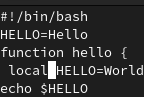 #!/bin/bash
HELLO=Hello
function hello {
 local HELLO=World
echo $HELLO